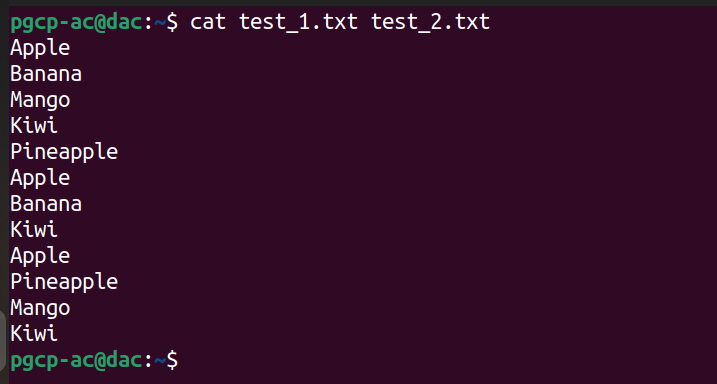 pgcp-ac@dac:~$ cat test_1.txt test_2.txt
Apple
Banana
Mango
Kiwi
Pineapple
Apple
Banana
Kiwi
Apple
Pineapple
Mango
Kiwi
pgcp-ac@dac:~$